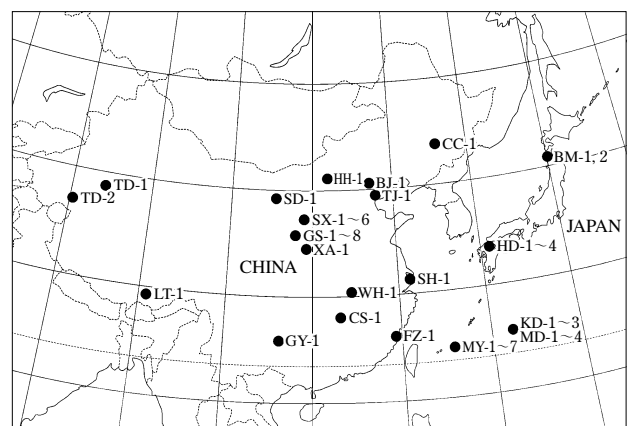 CC-1
BM-1, 2
HH-1
BJ-1
TJ-1
TD-1
TD-2
SD-1
SX-1～6
JAPAN
GS-1～8
HD-1～4
XA-1
CHINA
SH-1
LT-1
WH-1
CS-1
KD-1～3
FZ-1
MD-1～4
GY-1
MY-1～7